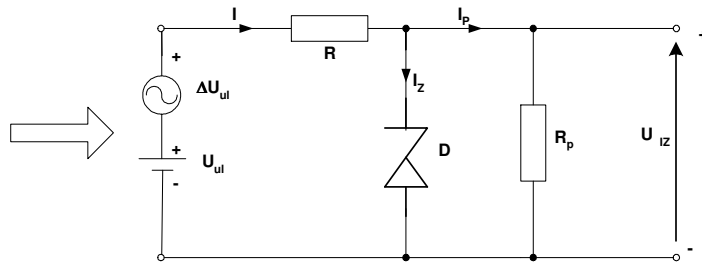 I
R
I_P
+
+
ΔU_ul
I_Z
+
U_ul
-
D
R_p
U_IZ
-